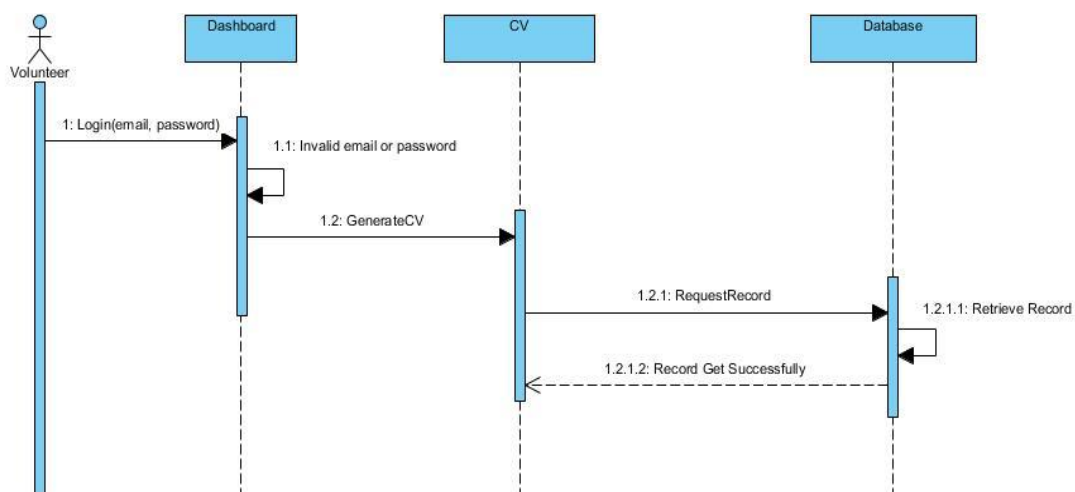 Dashboard
CV
Database
Volunteer
1: Login(email, password)
1.1: Invalid email or password
1.2: GenerateCV
1.2.1: RequestRecord
1.2.1.1: Retrieve Record
1.2.1.2: Record Get Successfully